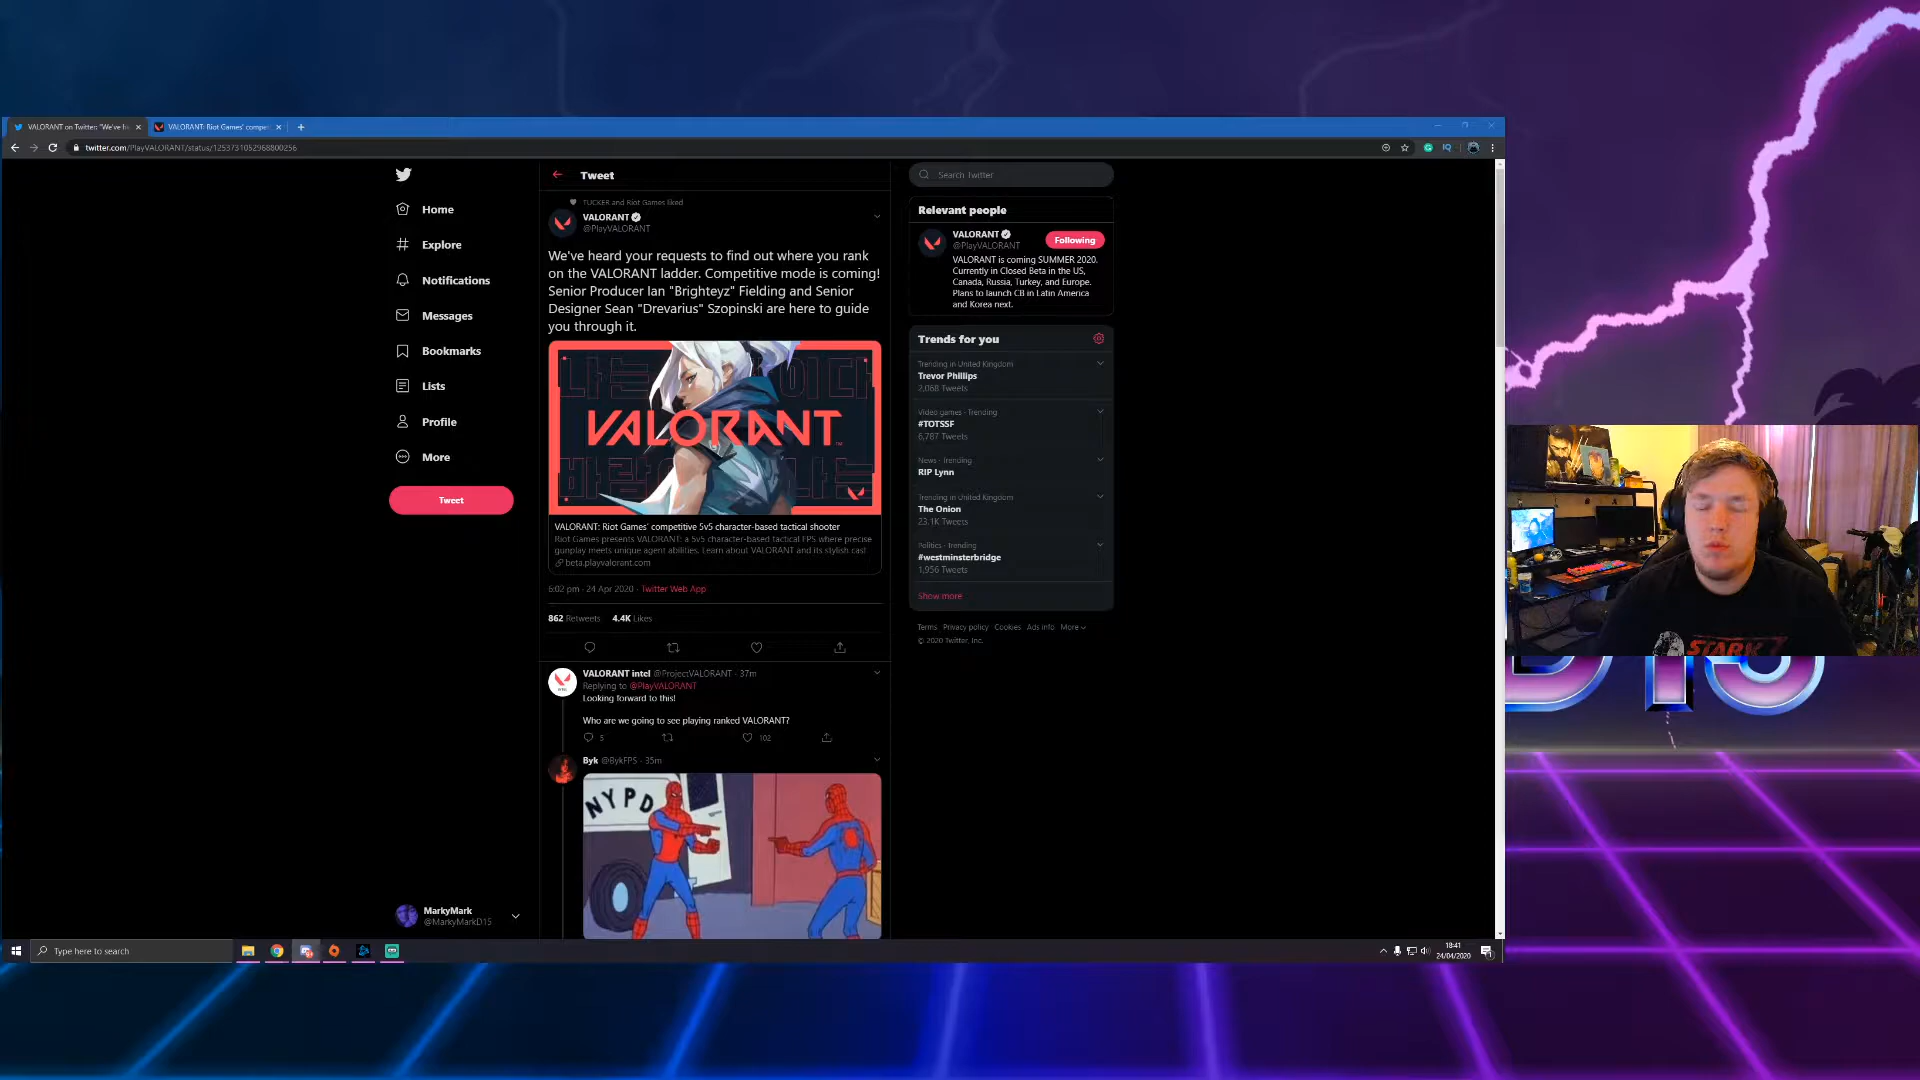 VALORANT on Twitter: "We've h
VALORANT: Riot Games' compe
twitter.com/PlayVALORANT/status/1253731052968800256
Home
Explore
Notifications
Messages
Bookmarks
Lists
Profile
More
Tweet
MarkyMark
@MarkyMarkD15
Tweet
TUCKER and Riot Games liked
VALORANT
@PlayVALORANT
We've heard your requests to find out where you rank
on the VALORANT ladder. Competitive mode is coming!
Senior Producer Ian "Brighteyz" Fielding and Senior
Designer Sean "Drevarius" Szopinski are here to guide
you through it.
나는
이다
VALORANT
바람
나는
VALORANT: Riot Games' competitive 5v5 character-based tactical shooter
Riot Games presents VALORANT: a 5v5 character-based tactical FPS where precise
gunplay meets unique agent abilities. Learn about VALORANT and its stylish cast
beta.playvalorant.com
5:02 pm · 24 Apr 2020 · Twitter Web App
862 Retweets 4.4K Likes
VALORANT intel @ProjectVALORANT · 37m
Replying to @PlayVALORANT
Looking forward to this!
Who are we going to see playing ranked VALORANT?
5
102
Byk @BykFPS · 35m
NYPD
Search Twitter
Relevant people
VALORANT
@PlayVALORANT
Following
VALORANT is coming SUMMER 2020.
Currently in Closed Beta in the US,
Canada, Russia, Turkey, and Europe.
Plans to launch CB in Latin America
and Korea next.
Trends for you
Trending in United Kingdom
Trevor Phillips
2,068 Tweets
Video games · Trending
#TOTSSF
6,787 Tweets
News · Trending
RIP Lynn
Trending in United Kingdom
The Onion
23.1K Tweets
Politics · Trending
#westminsterbridge
1,956 Tweets
Show more
Terms Privacy policy Cookies Ads info More
© 2020 Twitter, Inc.
STARK
D15
Type here to search
18:41
24/04/2020